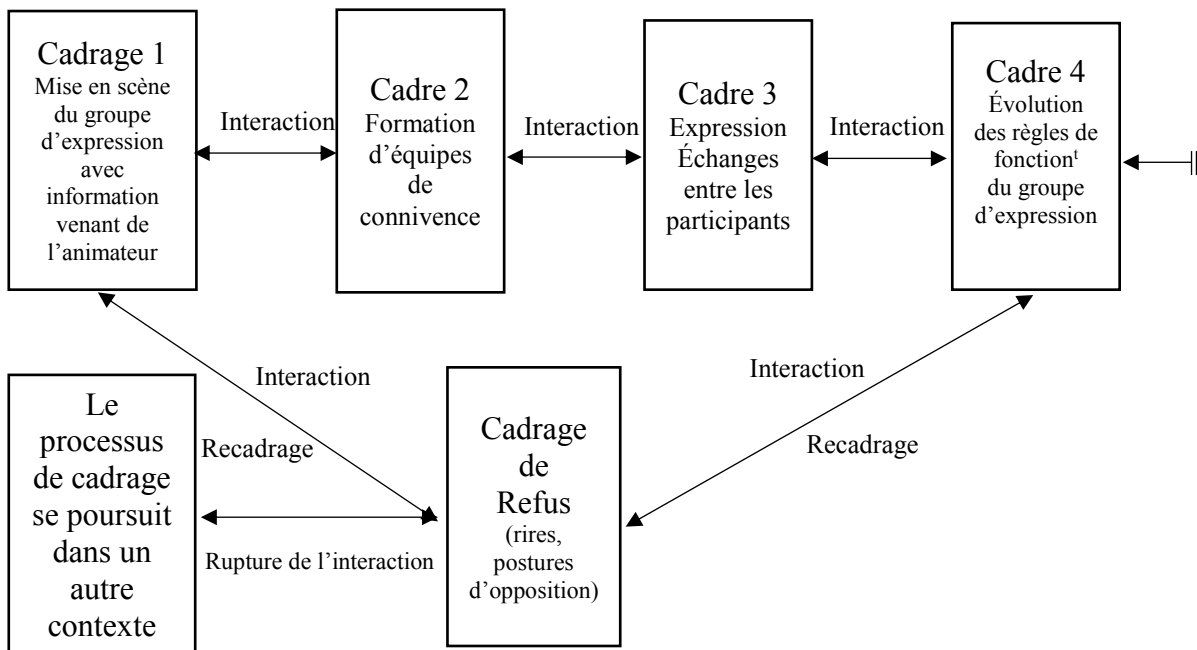 Cadrage 1
Mise en scène
du groupe
d’expression
avec
information
venant de
l’animateur
Interaction
Cadre 2
Formation
d’équipes
de
connivence
Interaction
Cadre 3
Expression
Échanges
entre les
participants
Interaction
Cadre 4
Évolution
des règles de
fonctionᵗ
du groupe
d’expression
Interaction
Recadrage
Interaction
Recadrage
Le
processus
de cadrage
se poursuit
dans un
autre
contexte
Rupture de l’interaction
Cadrage
de
Refus
(rires,
postures
d’opposition)